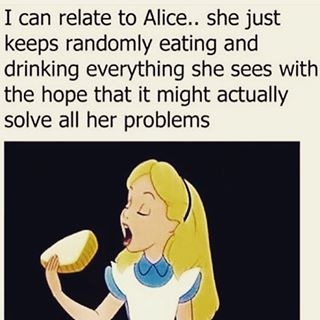 I can relate to Alice.. she just
keeps randomly eating and
drinking everything she sees with
the hope that it might actually
solve all her problems